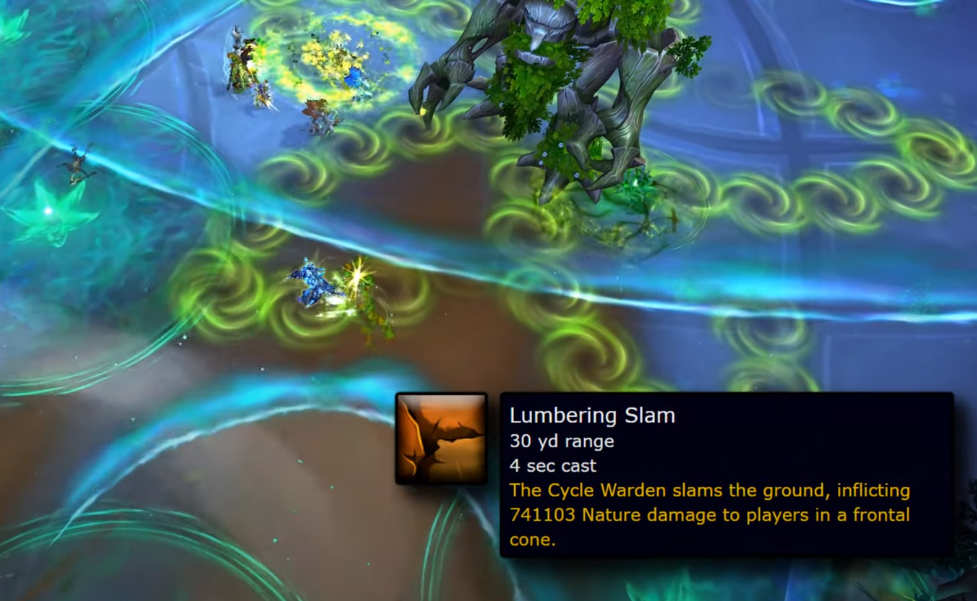 Lumbering Slam
30 yd range
4 sec cast
The Cycle Warden slams the ground, inflicting
741103 Nature damage to players in a frontal
cone.